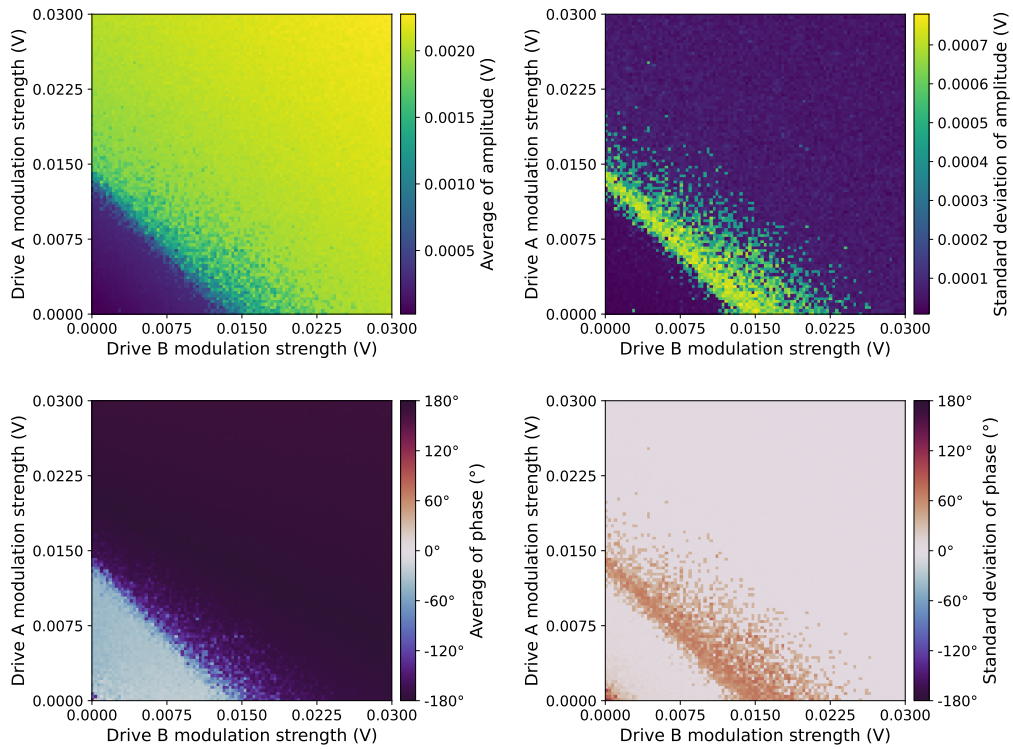 0.0300
0.0225
0.0150
0.0075
0.0000
Drive A modulation strength (V)
0.0000 0.0075 0.0150 0.0225 0.0300
Drive B modulation strength (V)
0.0020
0.0015
0.0010
0.0005
Average of amplitude (V)
0.0300
0.0225
0.0150
0.0075
0.0000
Drive A modulation strength (V)
0.0000 0.0075 0.0150 0.0225 0.0300
Drive B modulation strength (V)
0.0007
0.0006
0.0005
0.0004
0.0003
0.0002
0.0001
Standard deviation of amplitude (V)
0.0300
0.0225
0.0150
0.0075
0.0000
Drive A modulation strength (V)
0.0000 0.0075 0.0150 0.0225 0.0300
Drive B modulation strength (V)
180°
120°
60°
0°
-60°
-120°
-180°
Average of phase (°)
0.0300
0.0225
0.0150
0.0075
0.0000
Drive A modulation strength (V)
0.0000 0.0075 0.0150 0.0225 0.0300
Drive B modulation strength (V)
180°
120°
60°
0°
-60°
-120°
-180°
Standard deviation of phase (°)